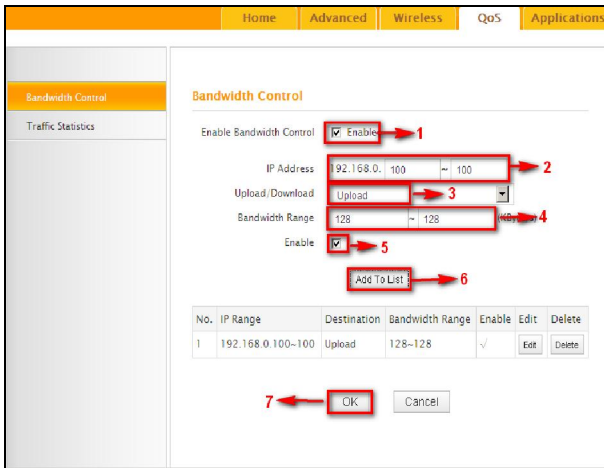 Home Advanced Wireless QoS Applications
Bandwidth Control
Traffic Statistics
Bandwidth Control
Enable Bandwidth Control Enable 1
IP Address 192.168.0. 100 ~ 100 2
Upload/Download Upload 3
Bandwidth Range 128 ~ 128 4
Enable 5
Add To List 6
No. IP Range Destination Bandwidth Range Enable Edit Delete
1 192.168.0.100~100 Upload 128~128 √ Edit Delete
7 OK Cancel